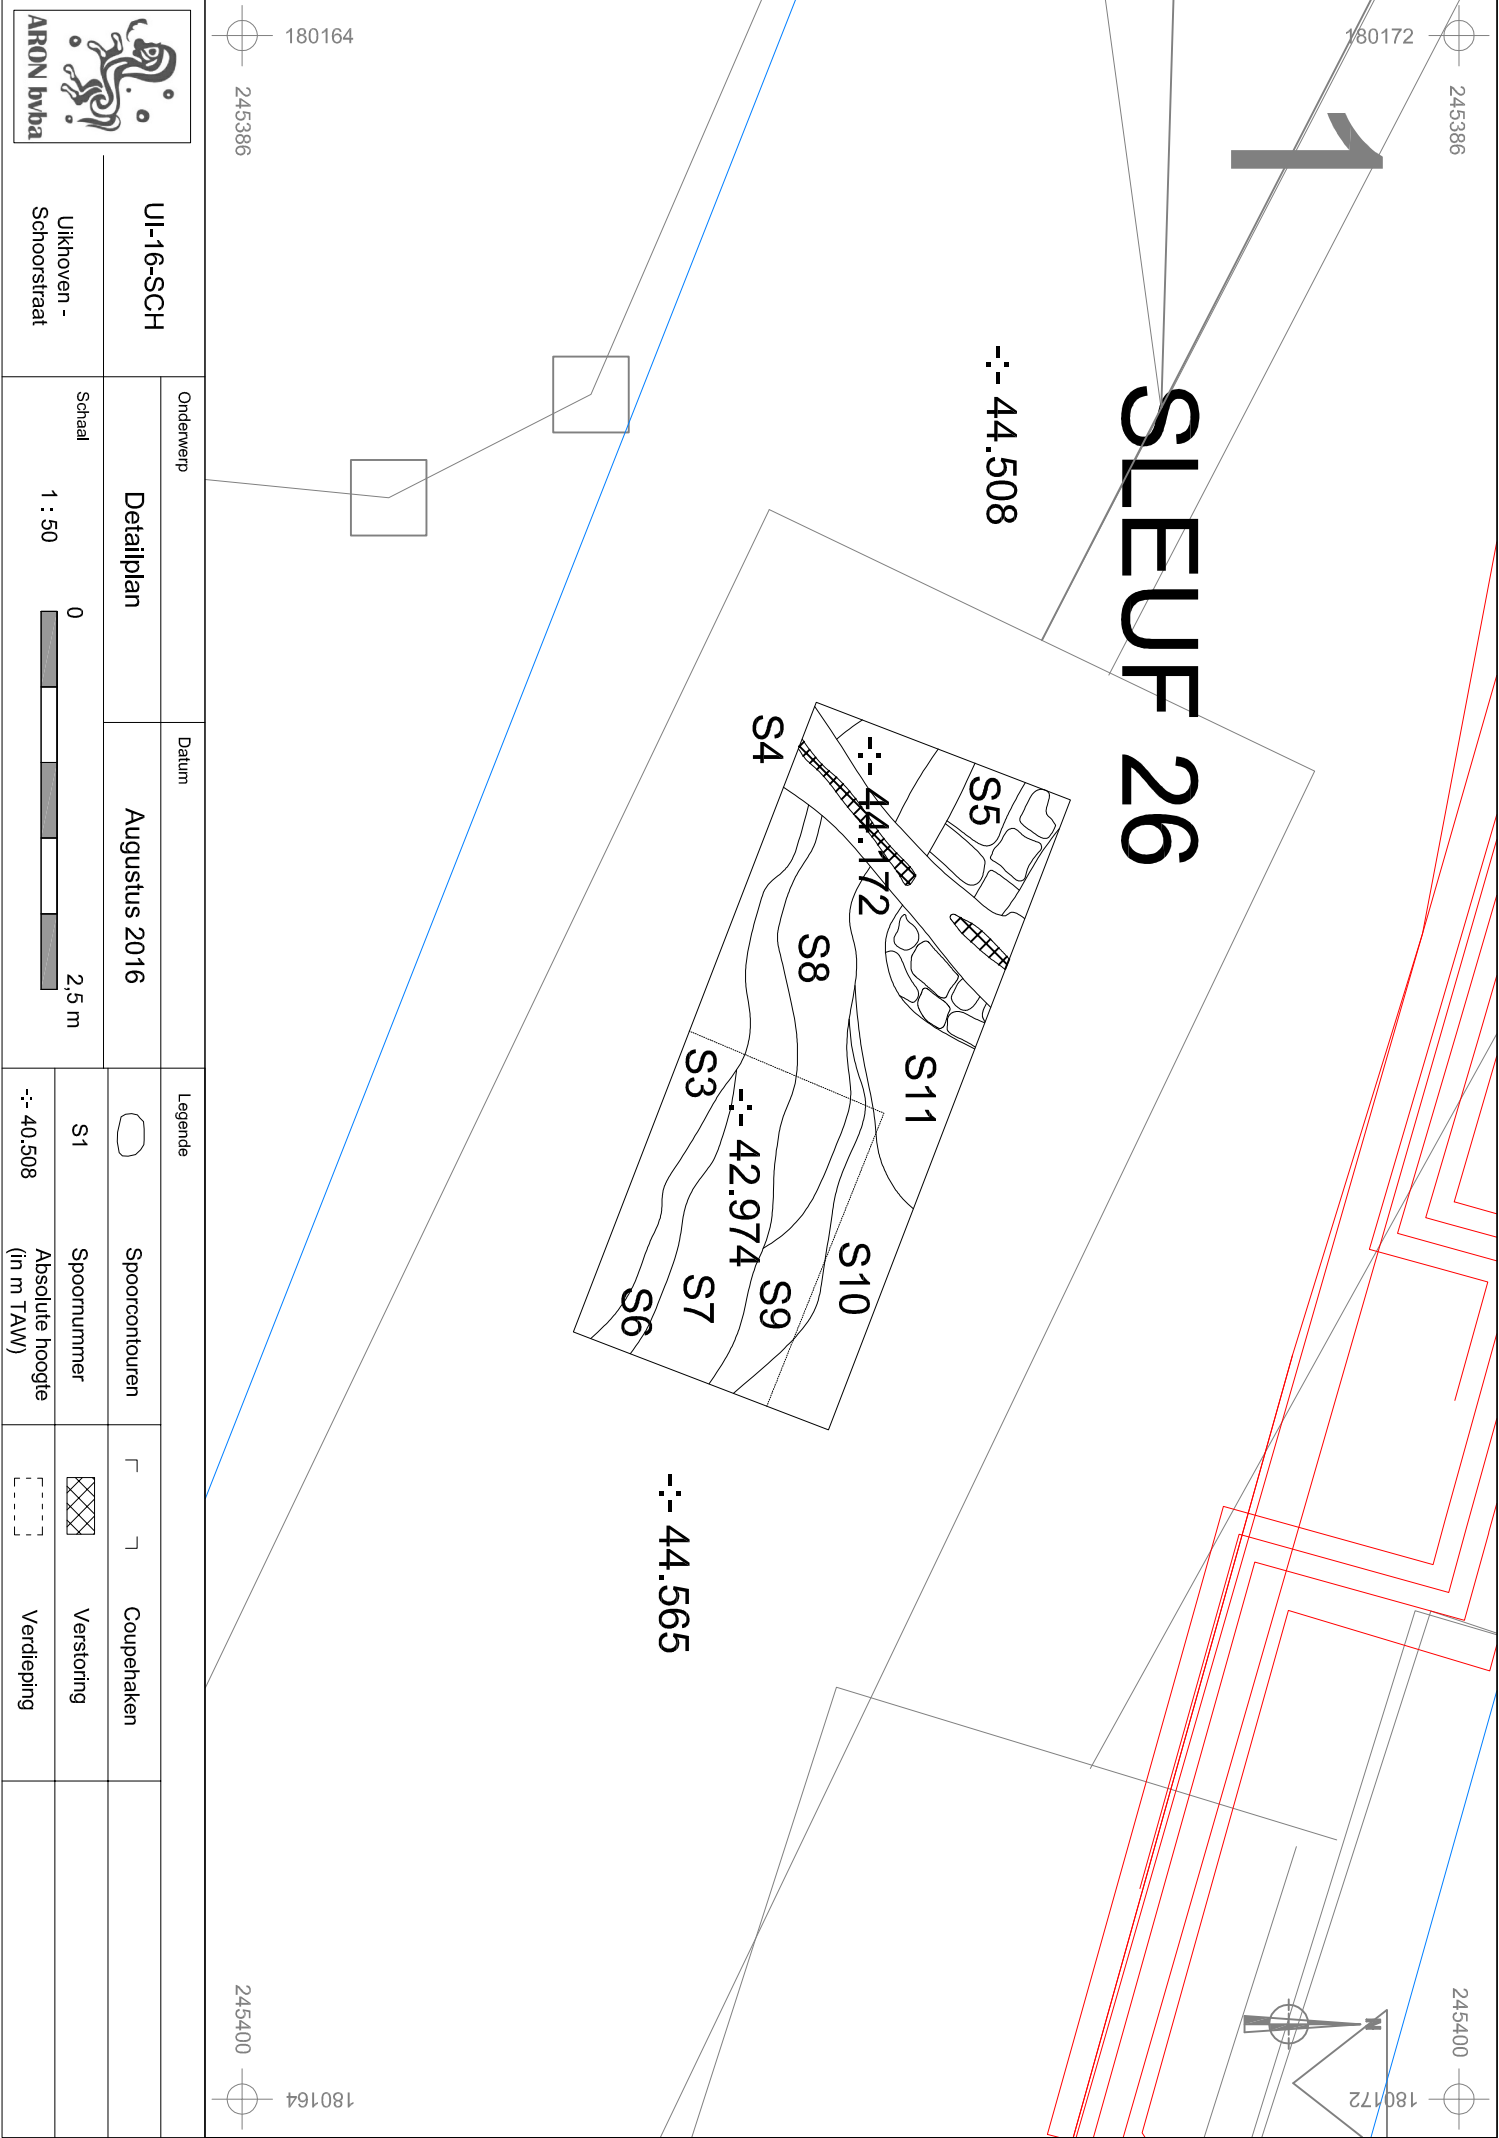 180172
245386
245400
180172
1
SLEUF 26
44.508
S5
44.172
S4
S8
S11
S3
42.974
S10
S9
S7
S6
44.565
N
180164
245386
245400
180164
ARON bvba
UI-16-SCH
Uikhoven -
Schoorstraat
Onderwerp
Detailplan
Datum
Augustus 2016
Schaal
1 : 50
0
2,5 m
Legende
Spoorcontouren
S1
Spoornummer
40.508
Absolute hoogte
(in m TAW)
Coupehaken
Verstoring
Verdieping